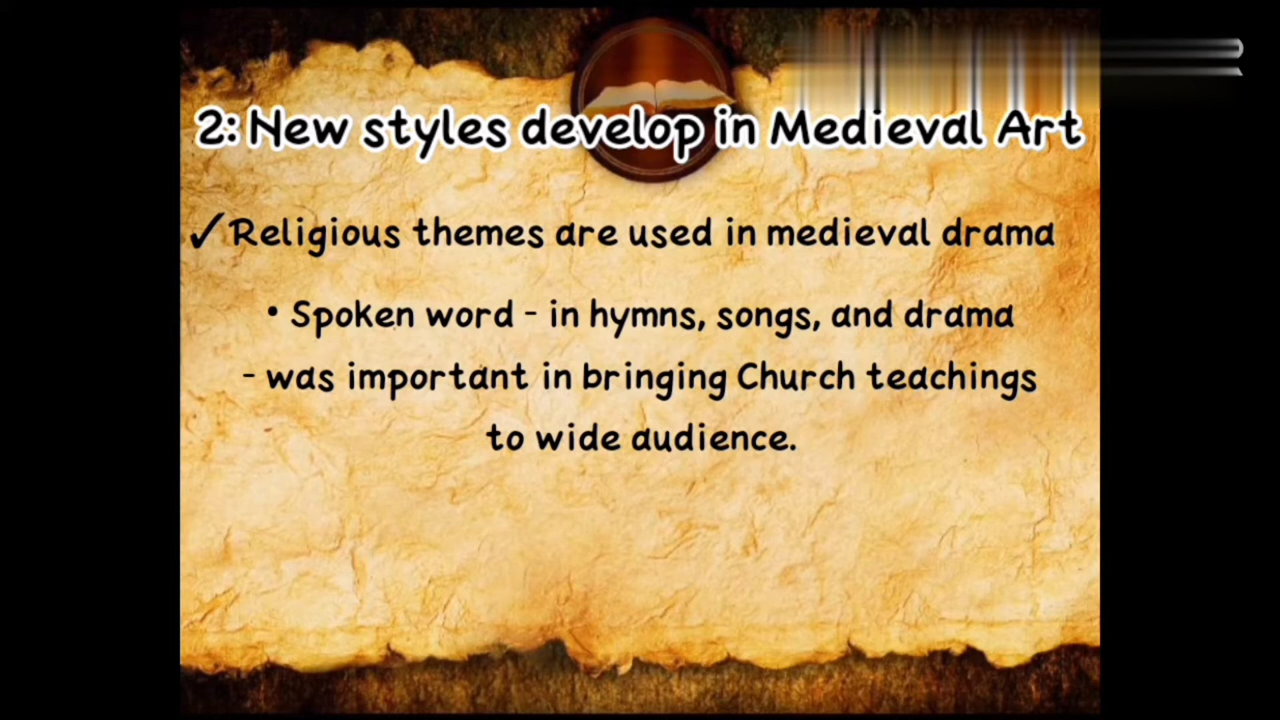 2: New styles develop in Medieval Art
✓Religious themes are used in medieval drama
• Spoken word - in hymns, songs, and drama
- was important in bringing Church teachings
to wide audience.